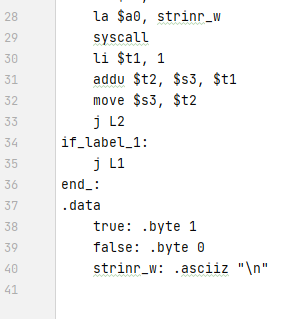 28 la $a0, strinr_w
29 syscall
30 li $t1, 1
31 addu $t2, $s3, $t1
32 move $s3, $t2
33 j L2
34 if_label_1:
35 j L1
36 end_:
37 .data
38 true: .byte 1
39 false: .byte 0
40 strinr_w: .asciiz "\n"
41